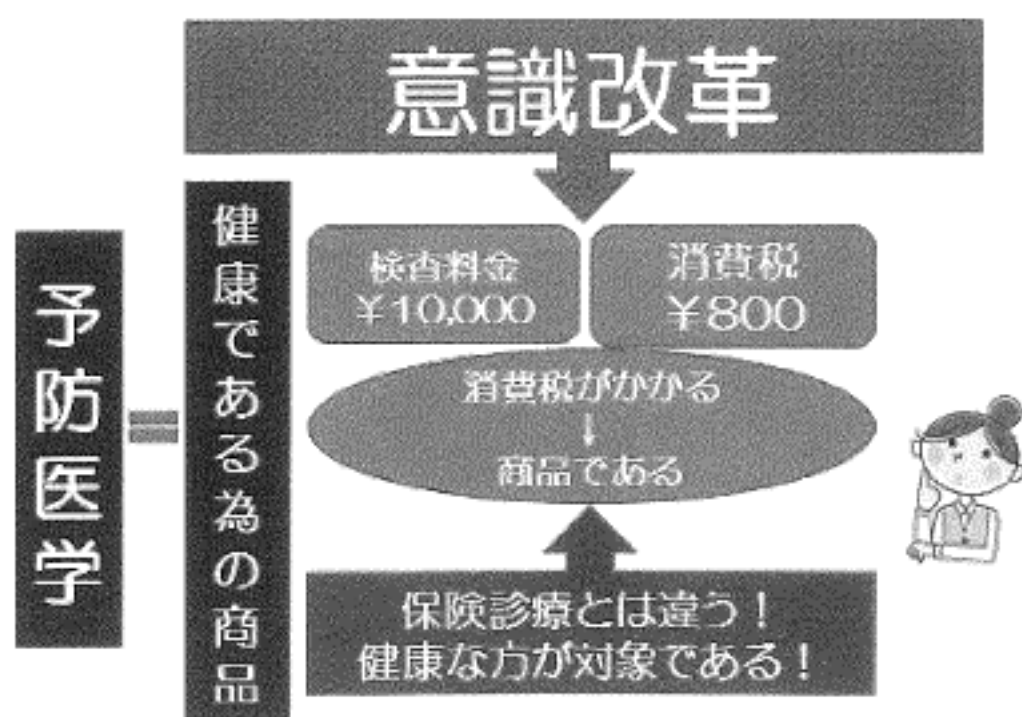 意識改革
予防医学
=
健康である為の商品
検査料金
¥10,000
消費税
¥800
消費税がかかる
↓
商品である
保険診療とは違う！
健康な方が対象である！